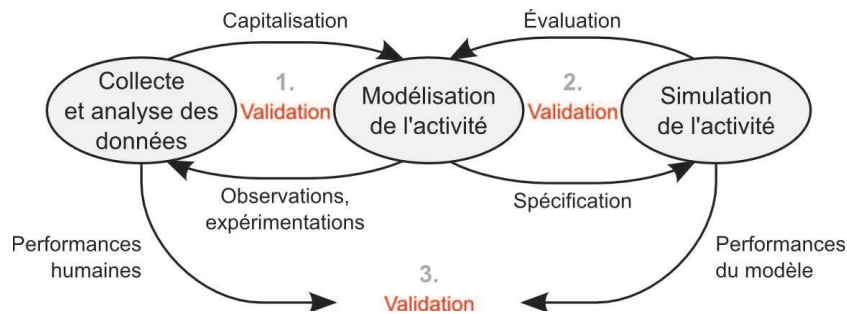 Capitalisation
Évaluation
Collecte
et analyse des
données
1.
Validation
Modélisation
de l'activité
2.
Validation
Simulation
de l'activité
Observations,
expérimentations
Spécification
Performances
humaines
Performances
du modèle
3.
Validation